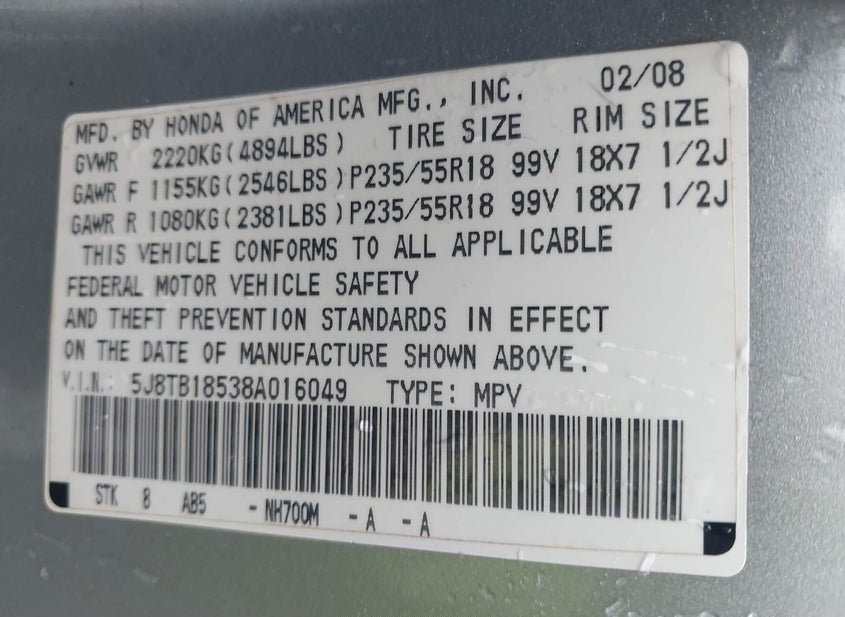 MFD. BY HONDA OF AMERICA MFG., INC. 02/08
GVWR 2220KG(4894LBS) TIRE SIZE RIM SIZE
GAWR F 1155KG(2546LBS)P235/55R18 99V 18X7 1/2J
GAWR R 1080KG(2381LBS)P235/55R18 99V 18X7 1/2J
THIS VEHICLE CONFORMS TO ALL APPLICABLE
FEDERAL MOTOR VEHICLE SAFETY
AND THEFT PREVENTION STANDARDS IN EFFECT
ON THE DATE OF MANUFACTURE SHOWN ABOVE.
V.I.N.: 5J8TB18538A016049 TYPE: MPV
STK 8 AB5 - NH700M - A - A